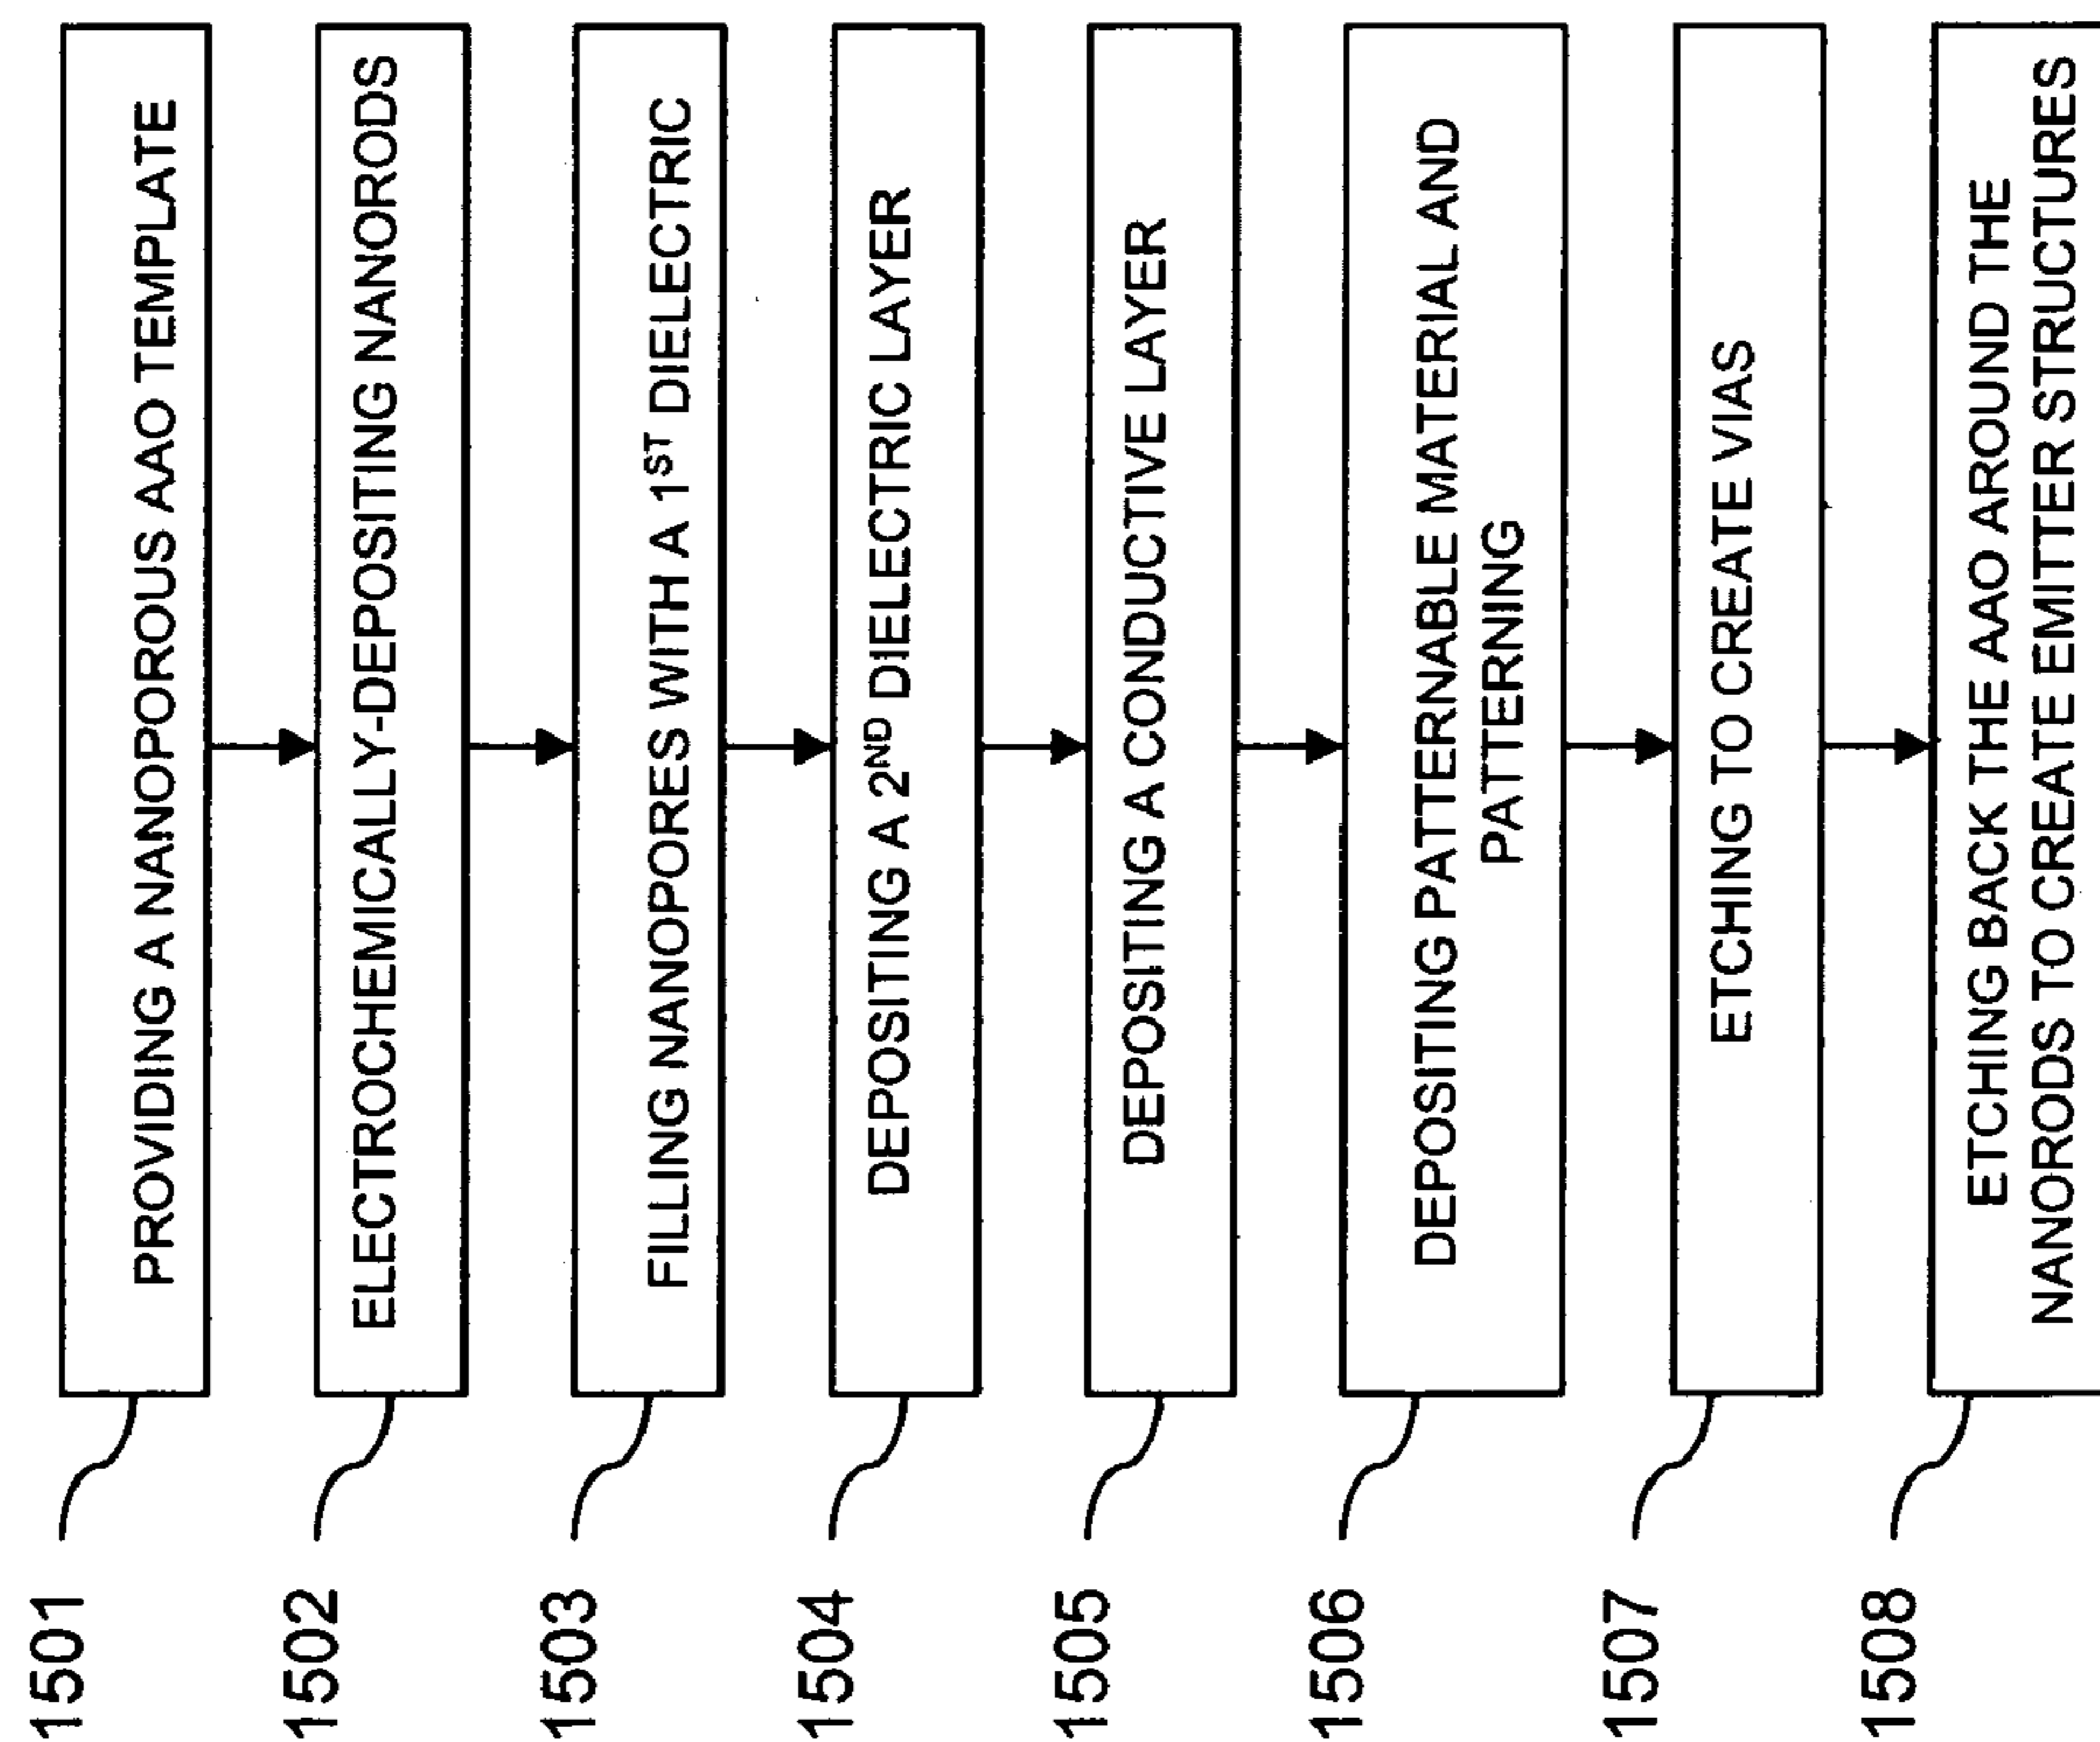 1501
PROVIDING A NANOPOROUS AAO TEMPLATE
1502
ELECTROCHEMICALLY-DEPOSITING NANORODS
1503
FILLING NANOPORES WITH A 1ST DIELECTRIC
1504
DEPOSITING A 2ND DIELECTRIC LAYER
1505
DEPOSITING A CONDUCTIVE LAYER
1506
DEPOSITING PATTERNABLE MATERIAL AND
PATTERNING
1507
ETCHING TO CREATE VIAS
1508
ETCHING BACK THE AAO AROUND THE
NANORODS TO CREATE EMITTER STRUCTURES